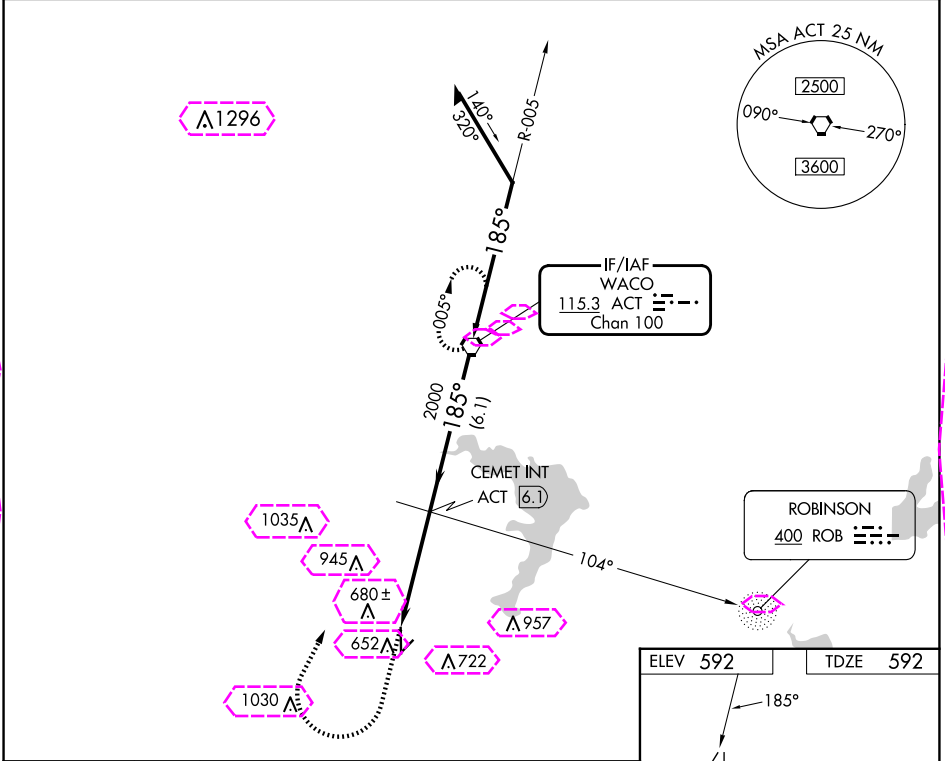 MSA ACT 25 NM
2500
090°
270°
3600
1296
140°
320°
R-005
185°
005°
IF/IAF
WACO
115.3 ACT
Chan 100
2000
185°
(6.1)
CEMET INT
ACT 6.1
104°
ROBINSON
400 ROB
1035
945
680 ±
652
957
722
1030
ELEV 592
TDZE 592
185°